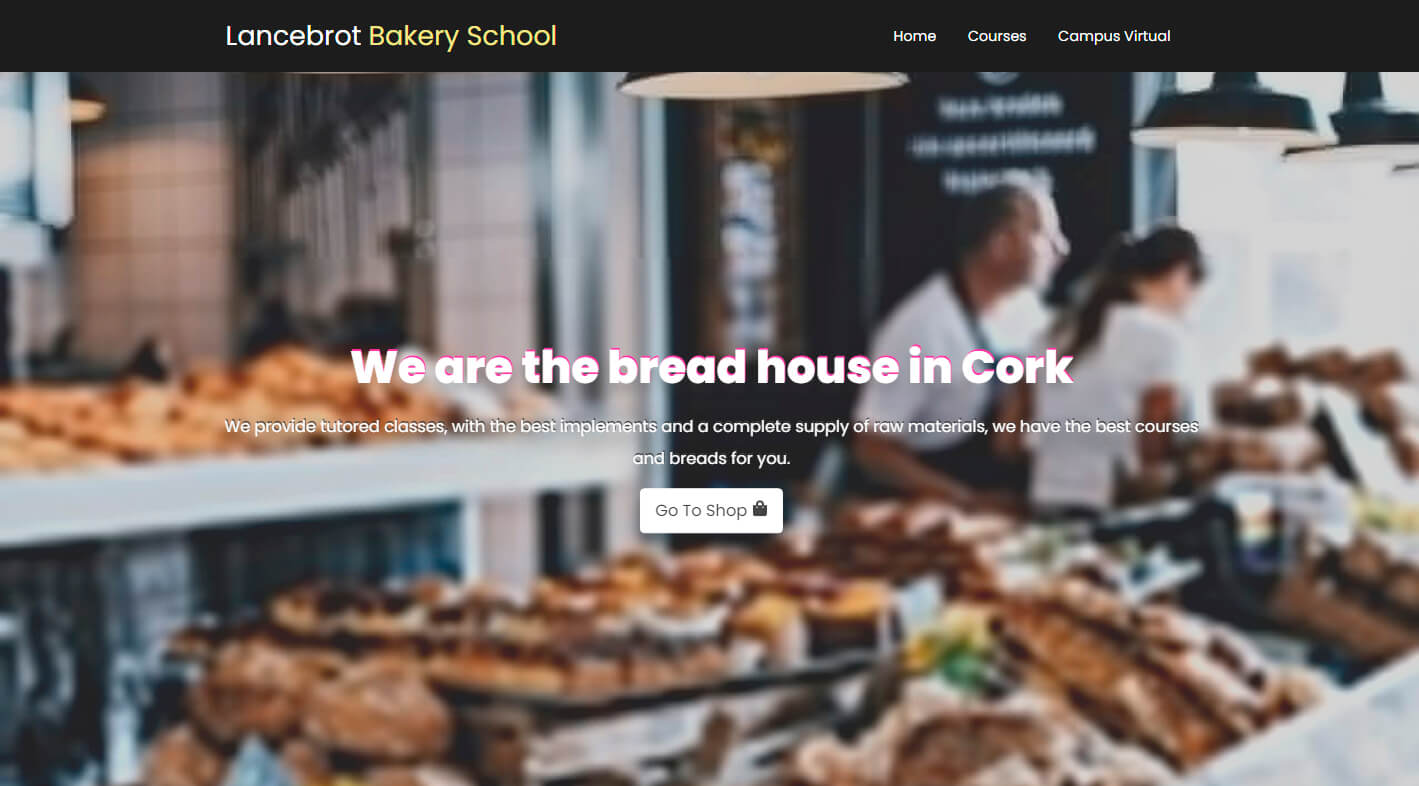 Lancebrot Bakery School
Home Courses Campus Virtual
We are the bread house in Cork
We provide tutored classes, with the best implements and a complete supply of raw materials, we have the best courses
and breads for you.
Go To Shop